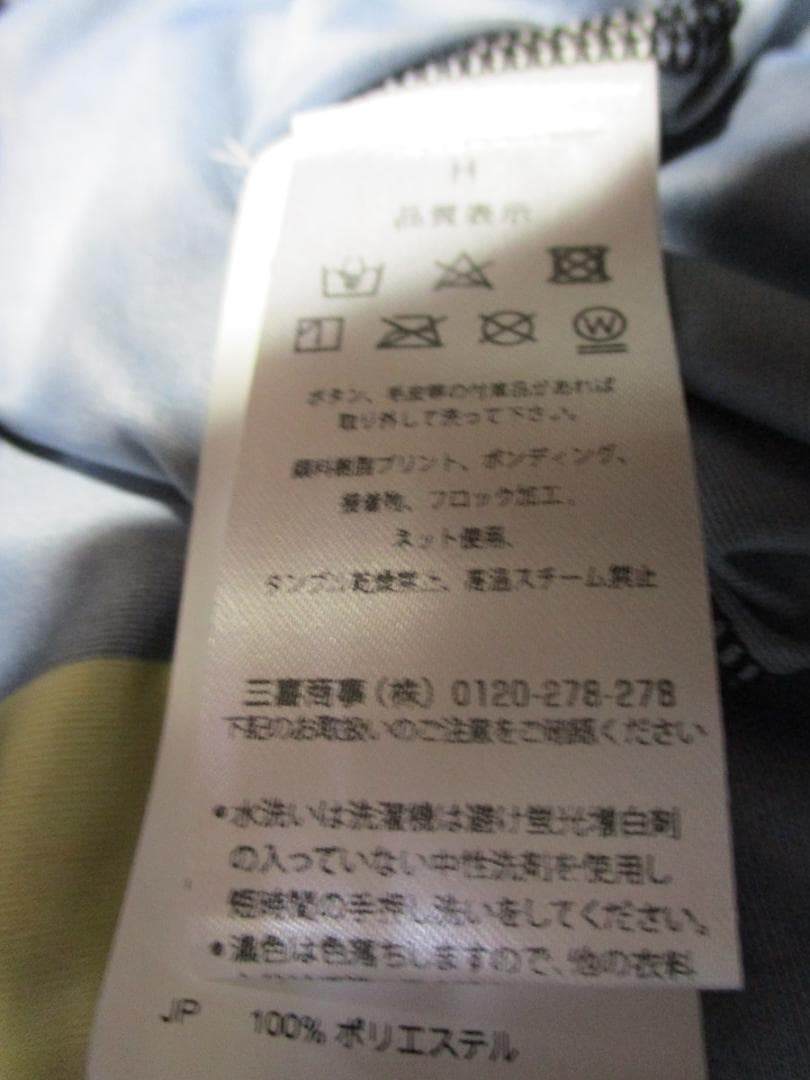 H
品質表示
W
ボタン、毛皮等の付属品があれば
取り外して洗って下さい。
顔料樹脂プリント、ボンディング、
接着物、フロック加工、
ネット使用、
タンブル乾燥禁止、高温スチーム禁止
三喜商事(株) 0120-278-278
下記のお取扱いのご注意をご確認ください
•水洗いは洗濯機は避け蛍光増白剤
の入っていない中性洗剤を使用し
短時間の手押し洗いをしてください。
•濃色は色落ちしますので、他の衣料
JP 100% ポリエステル